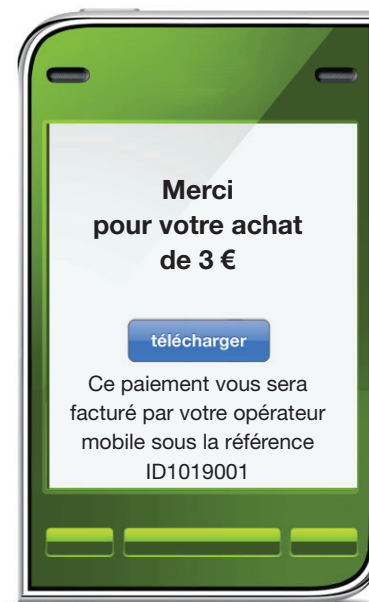 Merci
pour votre achat
de 3 €
télécharger
Ce paiement vous sera
facturé par votre opérateur
mobile sous la référence
ID1019001